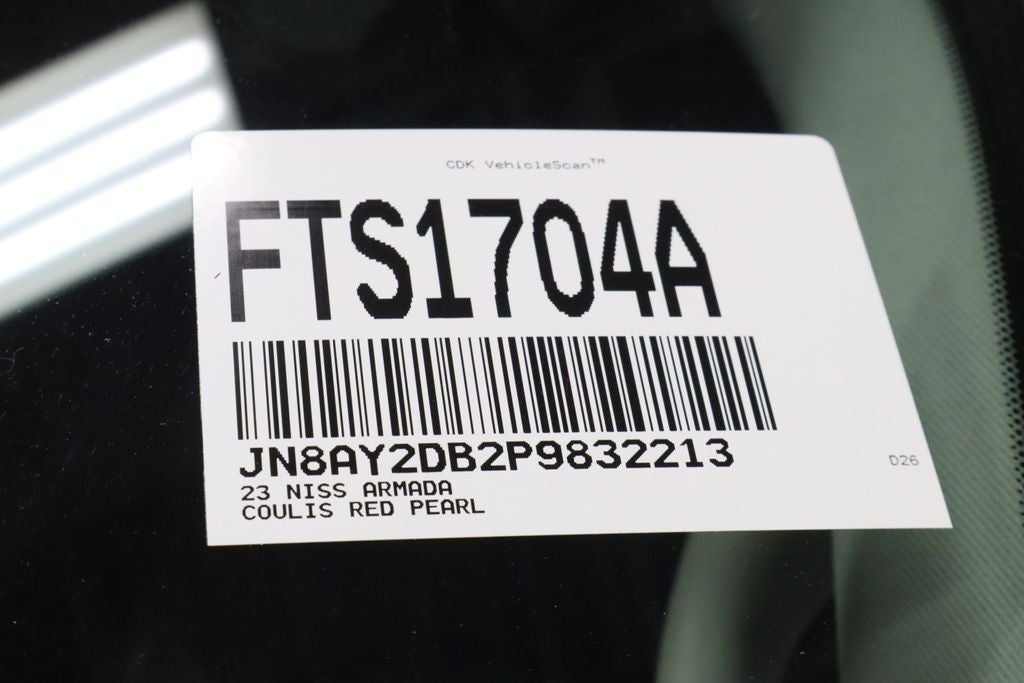 CDK VehicleScan™
FTS1704A
JN8AY2DB2P9832213
23 NISS ARMADA
COULIS RED PEARL
D26